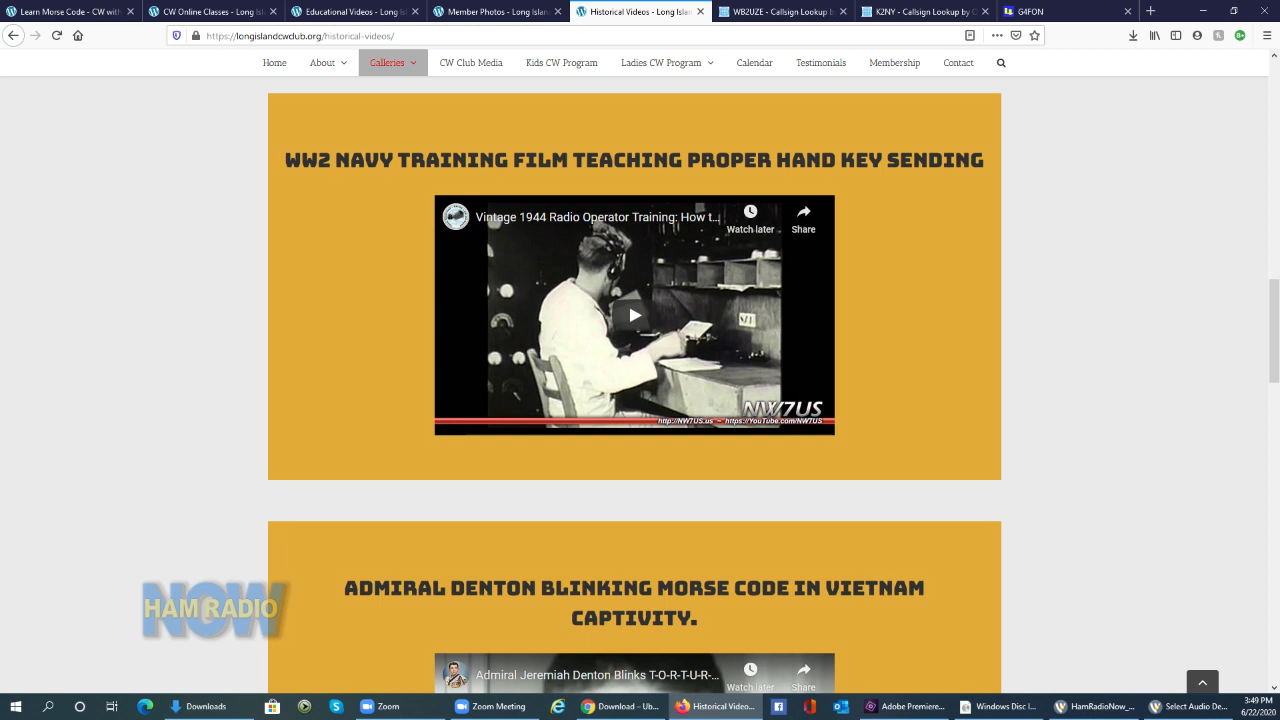 Learn More Morse Code - CW with
CW Online Classes - Long Isl
Educational Videos - Long Isl
Member Photos - Long Islan
Historical Videos - Long Islan
WB2UZE - Callsign Lookup b
K2NY - Callsign Lookup by Q
G4FON
https://longislandcwclub.org/historical-videos/
Home
About
Galleries
CW Club Media
Kids CW Program
Ladies CW Program
Calendar
Testimonials
Membership
Contact
WW2 NAVY TRAINING FILM TEACHING PROPER HAND KEY SENDING
Vintage 1944 Radio Operator Training: How t...
Watch later
Share
NW7US
http://NW7US.us ~ https://YouTube.com/NW7US
ADMIRAL DENTON BLINKING MORSE CODE IN VIETNAM
CAPTIVITY.
HAM RADIO
NOW
Admiral Jeremiah Denton Blinks T-O-R-T-U-R-...
Watch later
Share
Downloads
Zoom
Zoom Meeting
Download – Ub...
Historical Video...
Adobe Premiere...
Windows Disc I...
HamRadioNow_...
Select Audio De...
3:49 PM
6/22/2020